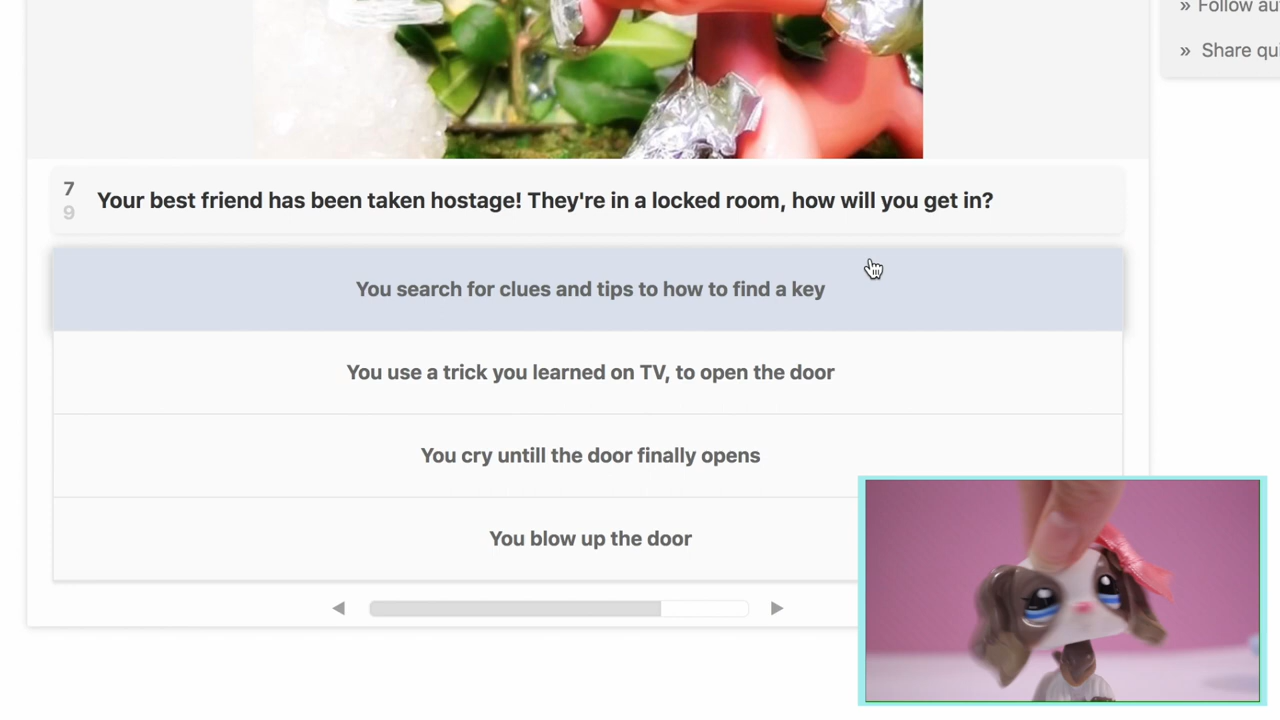 » Follow
» Share
7
9
Your best friend has been taken hostage! They're in a locked room, how will you get in?
You search for clues and tips to how to find a key
You use a trick you learned on TV, to open the door
You cry untill the door finally opens
You blow up the door